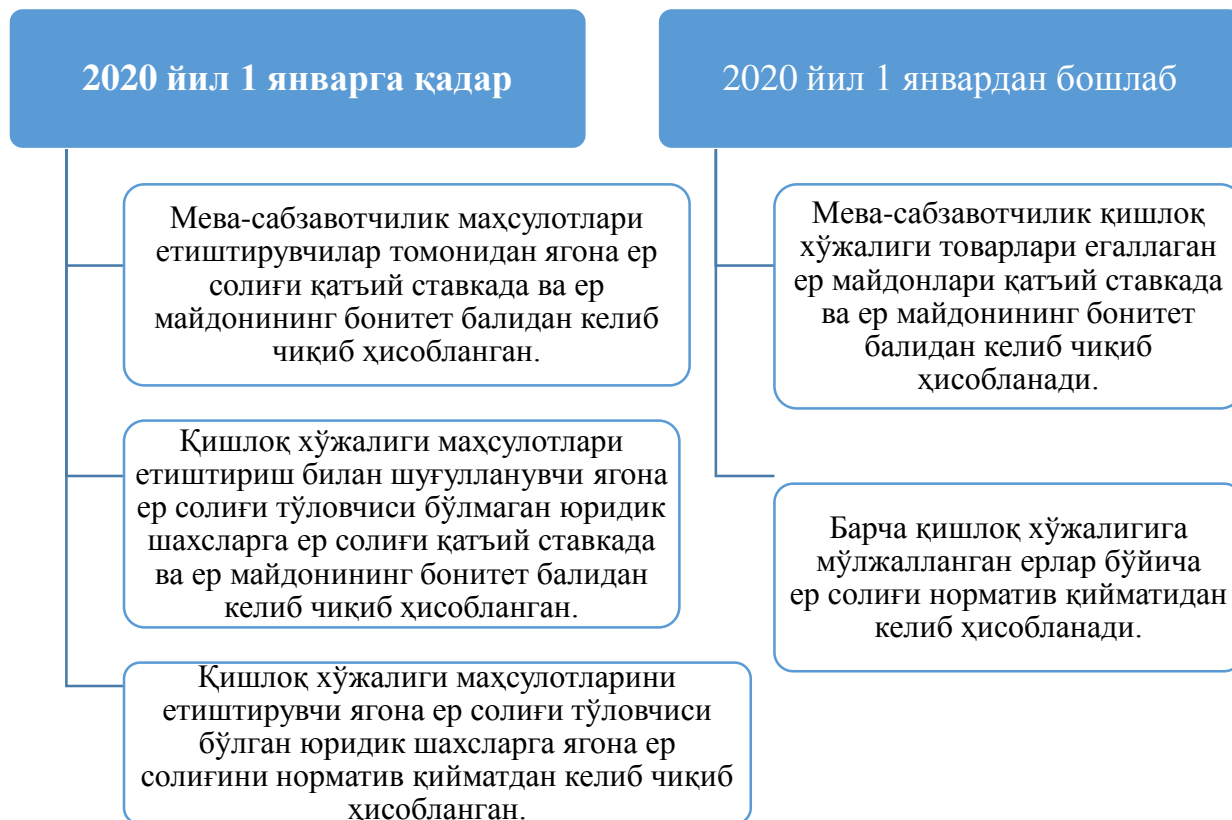 2020 йил 1 январга қадар
Мева-сабзавотчилик маҳсулотлари
етиштирувчилар томонидан ягона ер
солиғи қатъий ставкада ва ер
майдонининг бонитет балидан келиб
чиқиб ҳисобланган.
Қишлоқ хўжалиги маҳсулотлари
етиштириш билан шуғулланувчи ягона
ер солиғи тўловчиси бўлмаган юридик
шахсларга ер солиғи қатъий ставкада
ва ер майдонининг бонитет балидан
келиб чиқиб ҳисобланган.
Қишлоқ хўжалиги маҳсулотларини
етиштирувчи ягона ер солиғи тўловчиси
бўлган юридик шахсларга ягона ер
солиғини норматив қийматдан келиб чиқиб
ҳисобланган.
2020 йил 1 январдан бошлаб
Мева-сабзавотчилик қишлоқ
хўжалиги товарлари егаллаган
ер майдонлари қатъий ставкада
ва ер майдонининг бонитет
балидан келиб чиқиб
ҳисобланади.
Барча қишлоқ хўжалигига
мўлжалланган ерлар бўйича
ер солиғи норматив қийматидан
келиб ҳисобланади.